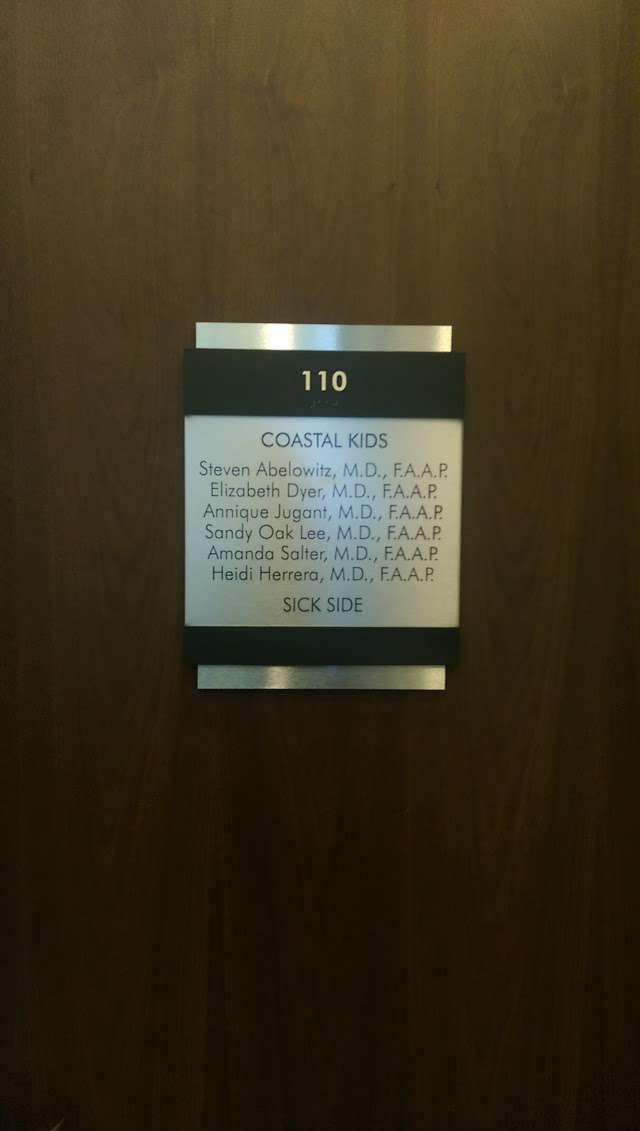 110
COASTAL KIDS
Steven Abelowitz, M.D., F.A.A.P.
Elizabeth Dyer, M.D., F.A.A.P.
Annique Jugant, M.D., F.A.A.P.
Sandy Oak Lee, M.D., F.A.A.P.
Amanda Salter, M.D., F.A.A.P.
Heidi Herrera, M.D., F.A.A.P.
SICK SIDE